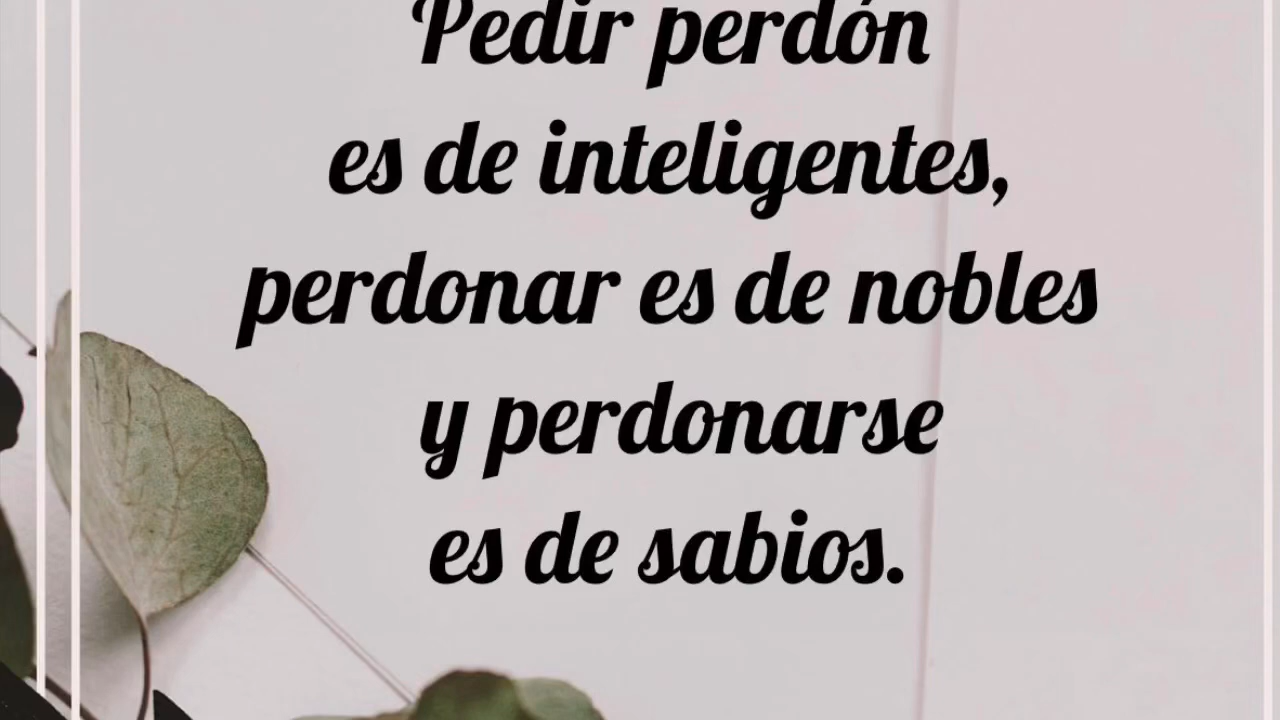 Pedir perdón
es de inteligentes,
perdonar es de nobles
y perdonarse
es de sabios.